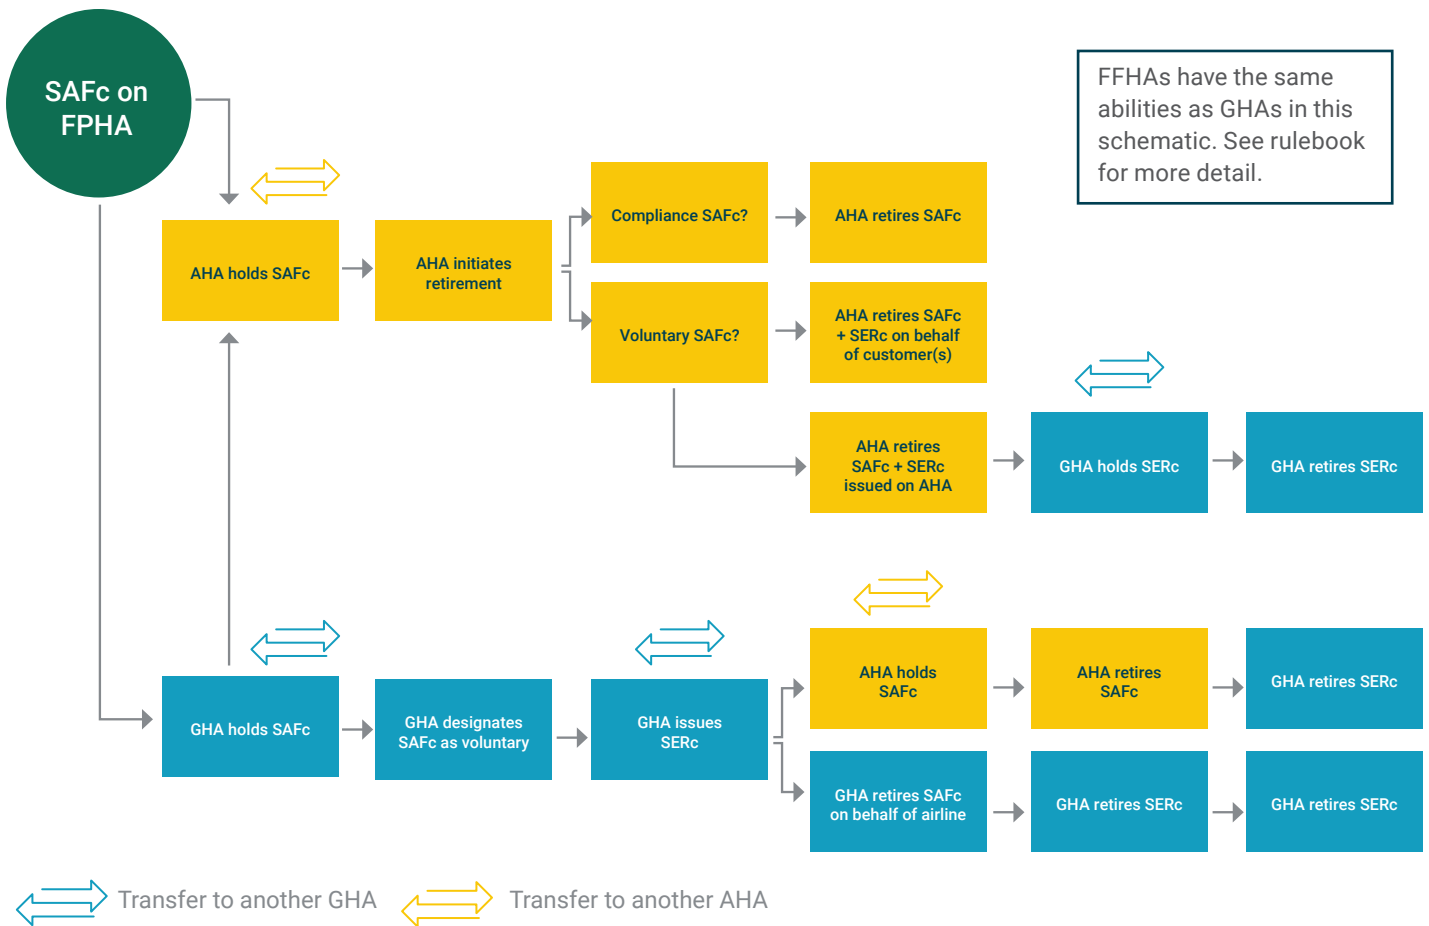 SAFc on
FPHA
FFHAs have the same
abilities as GHAs in this
schematic. See rulebook
for more detail.
AHA holds SAFc
AHA initiates
retirement
Compliance SAFc?
AHA retires SAFc
Voluntary SAFc?
AHA retires SAFc
+ SERc on behalf
of customer(s)
AHA retires
SAFc + SERc
issued on AHA
GHA holds SERc
GHA retires SERc
GHA holds SAFc
GHA designates
SAFc as voluntary
GHA issues
SERc
AHA holds
SAFc
AHA retires
SAFc
GHA retires SERc
GHA retires SAFc
on behalf of airline
GHA retires SERc
GHA retires SERc
Transfer to another GHA
Transfer to another AHA